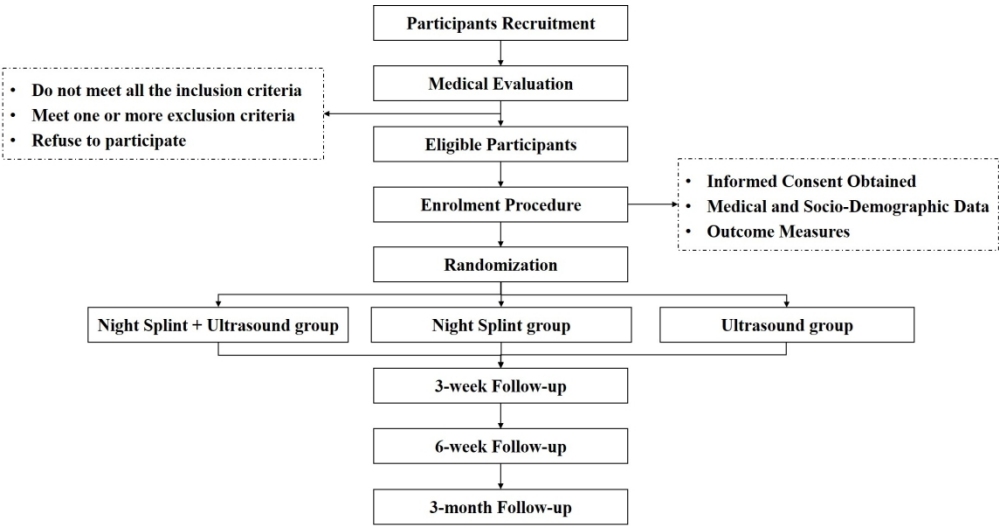 Participants Recruitment
Medical Evaluation
• Do not meet all the inclusion criteria
• Meet one or more exclusion criteria
• Refuse to participate
Eligible Participants
Enrolment Procedure
• Informed Consent Obtained
• Medical and Socio-Demographic Data
• Outcome Measures
Randomization
Night Splint + Ultrasound group
Night Splint group
Ultrasound group
3-week Follow-up
6-week Follow-up
3-month Follow-up